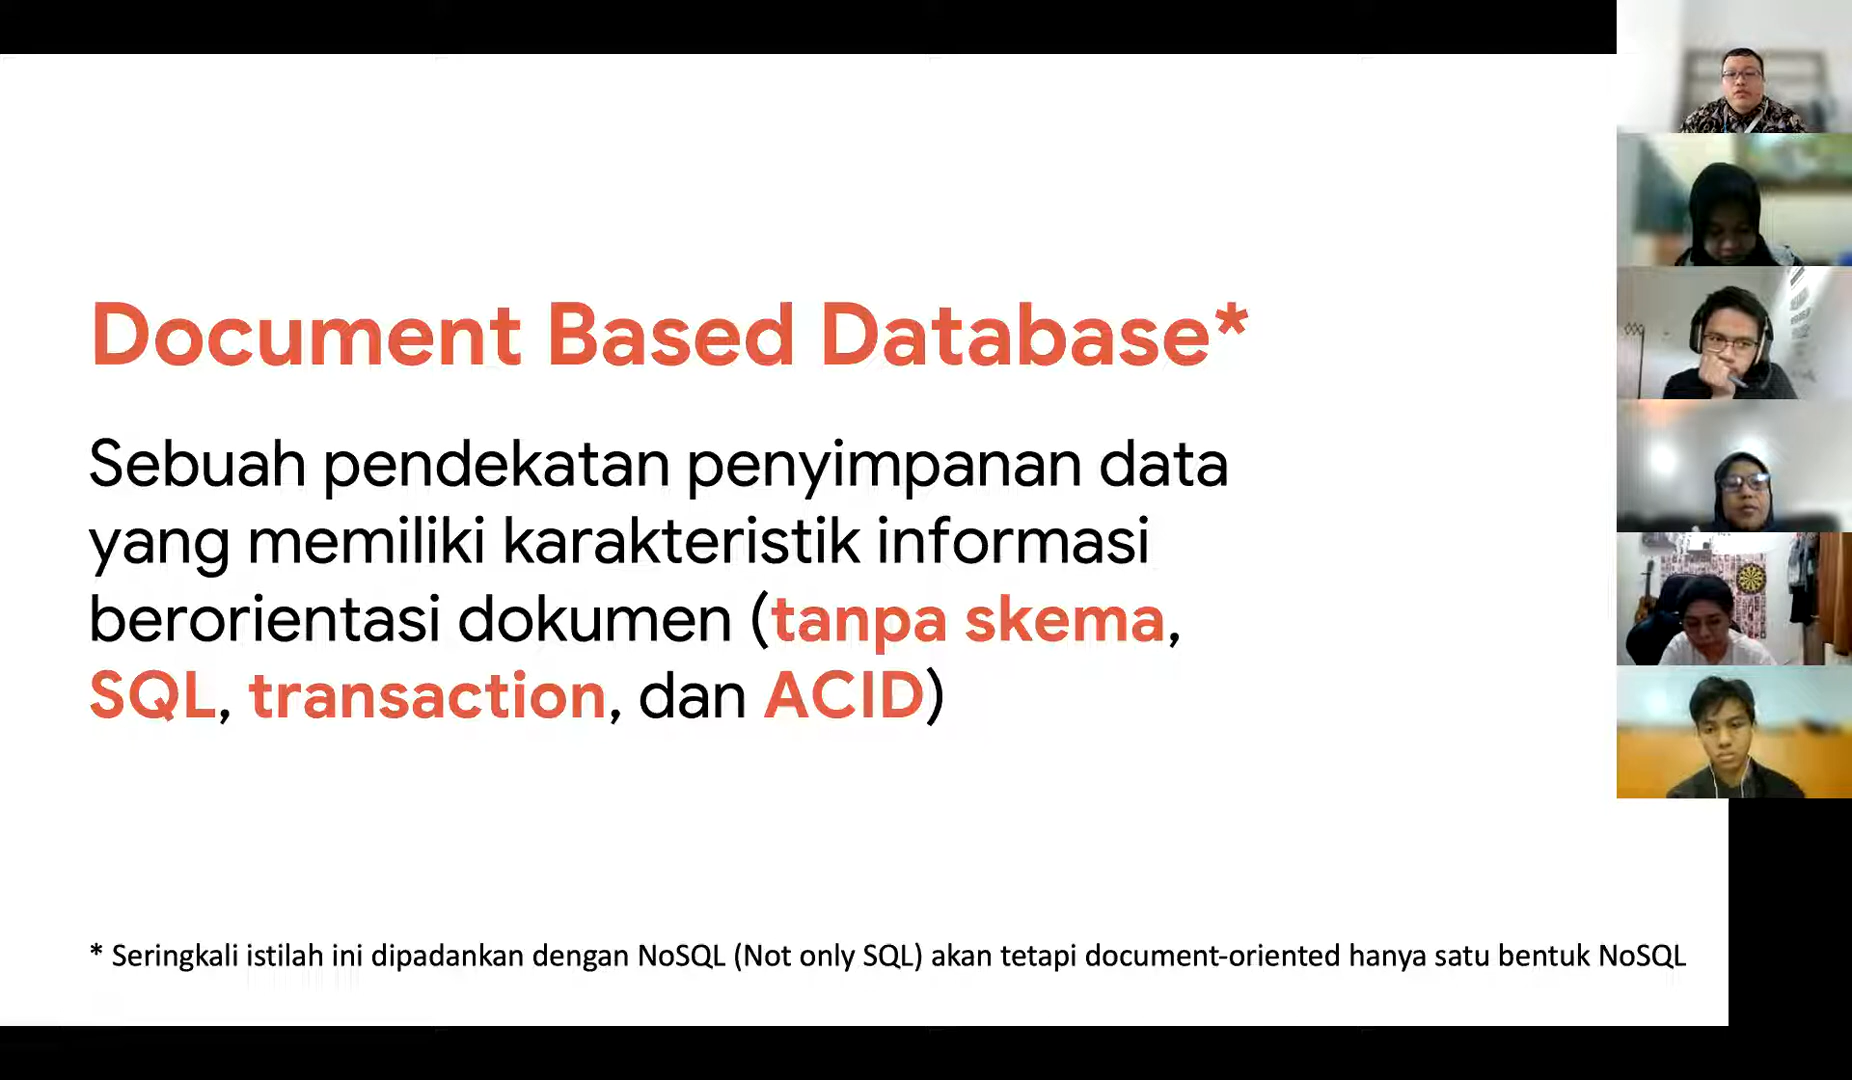 Document Based Database*
Sebuah pendekatan penyimpanan data
yang memiliki karakteristik informasi
berorientasi dokumen (tanpa skema,
SQL, transaction, dan ACID)
* Seringkali istilah ini dipadankan dengan NoSQL (Not only SQL) akan tetapi document-oriented hanya satu bentuk NoSQL